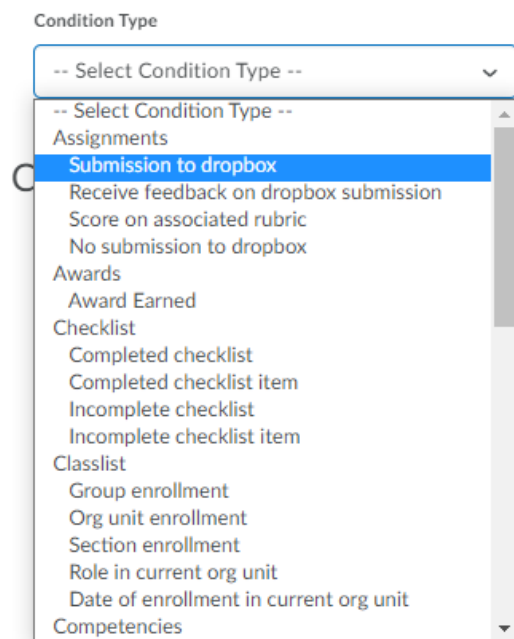 Condition Type
-- Select Condition Type --
-- Select Condition Type --
Assignments
Submission to dropbox
Receive feedback on dropbox submission
Score on associated rubric
No submission to dropbox
Awards
Award Earned
Checklist
Completed checklist
Completed checklist item
Incomplete checklist
Incomplete checklist item
Classlist
Group enrollment
Org unit enrollment
Section enrollment
Role in current org unit
Date of enrollment in current org unit
Competencies